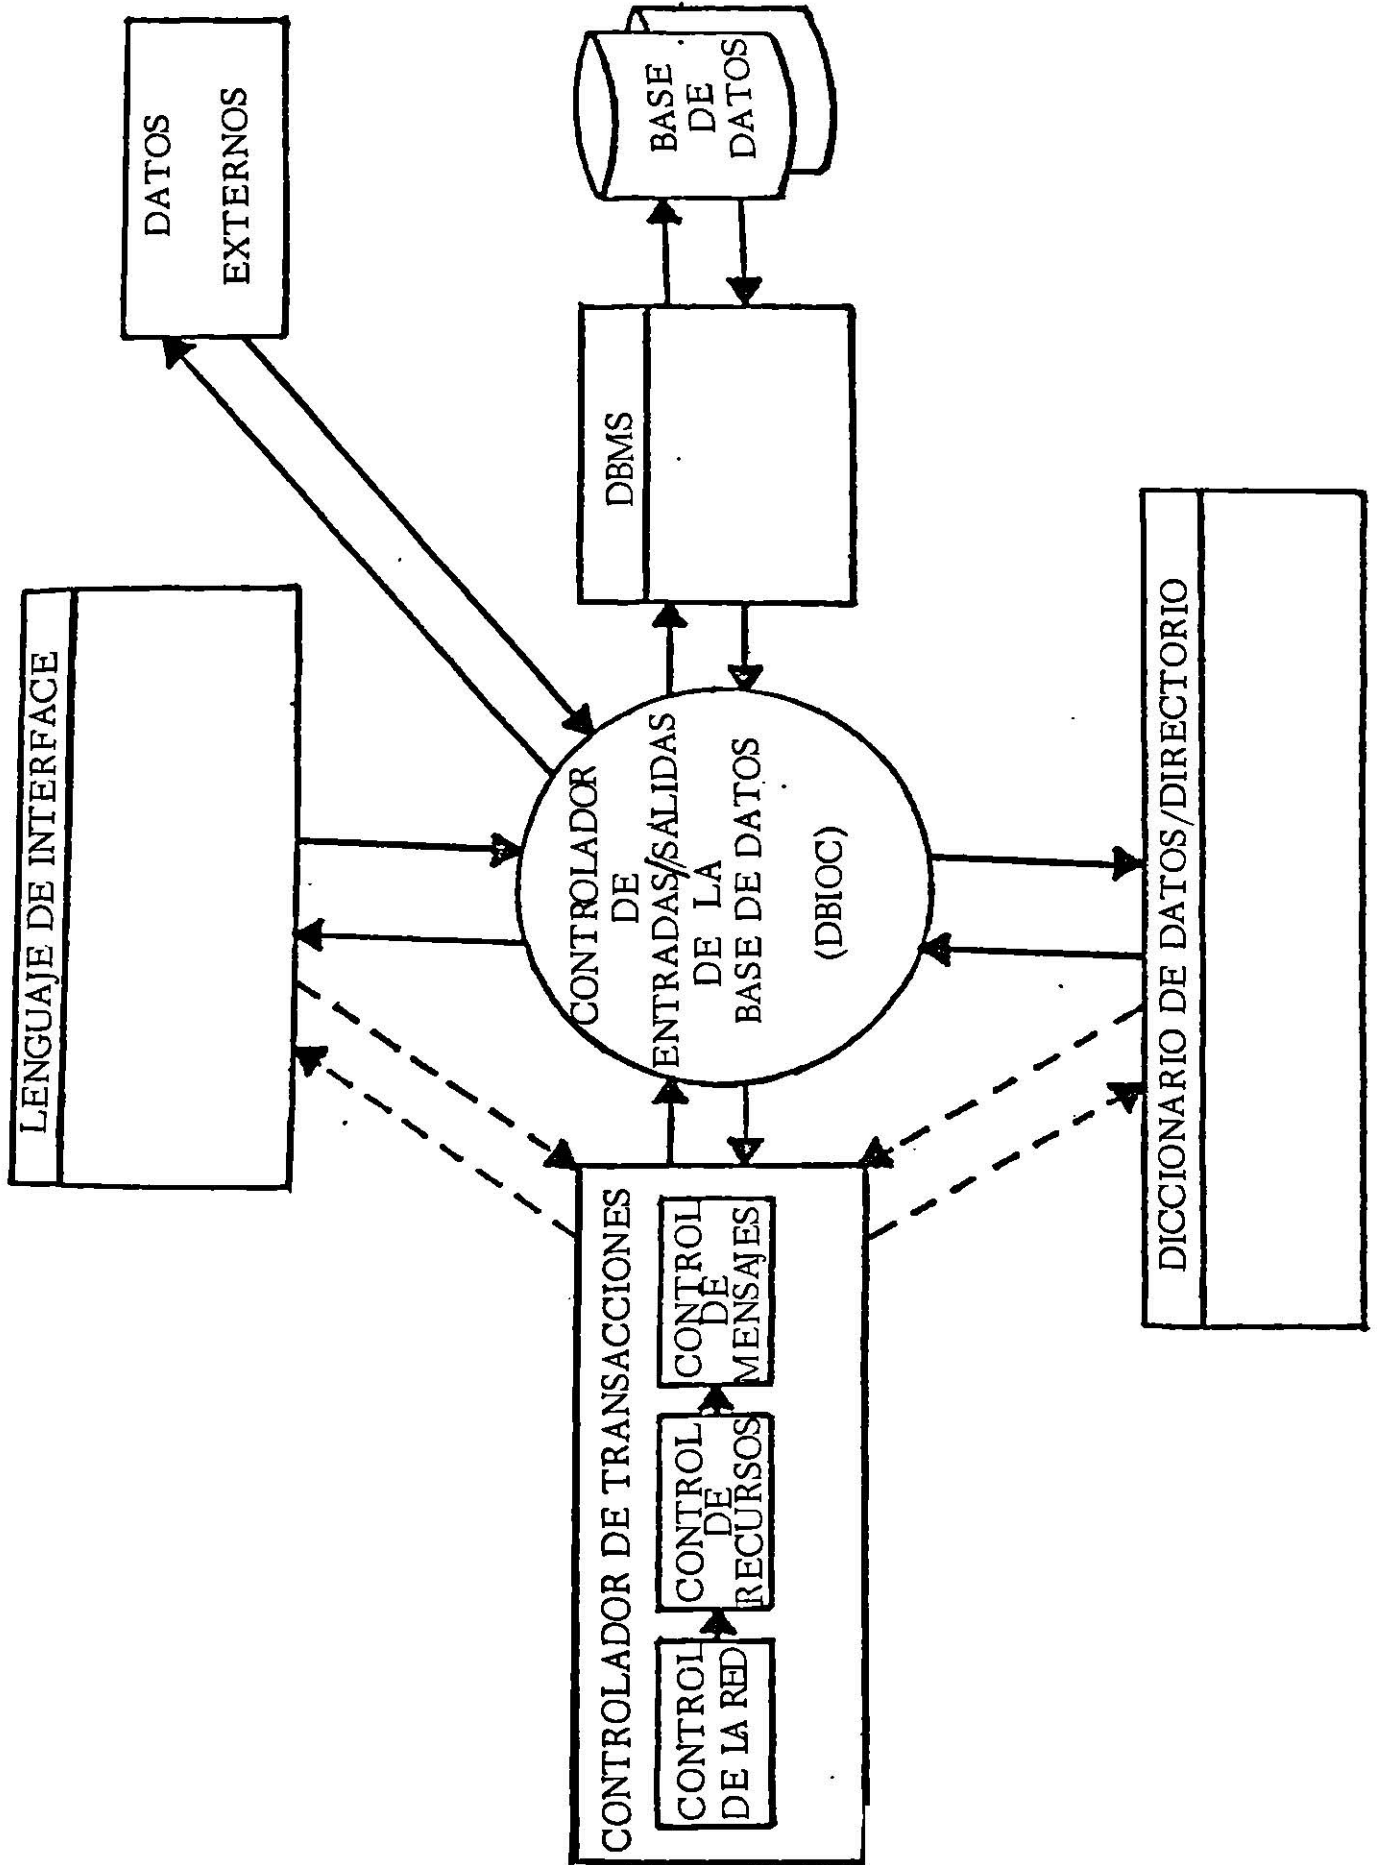 LENGUAJE DE INTERFACE
DATOS
EXTERNOS
CONTROLADOR DE TRANSACCIONES
CONTROL
DE LA RED
CONTROL
DE
RECURSOS
CONTROL
DE
MENSAJES
CONTROLADOR
DE
ENTRADAS/SALIDAS
DE LA
BASE DE DATOS
(DBIOC)
DBMS
BASE
DE
DATOS
DICCIONARIO DE DATOS/DIRECTORIO